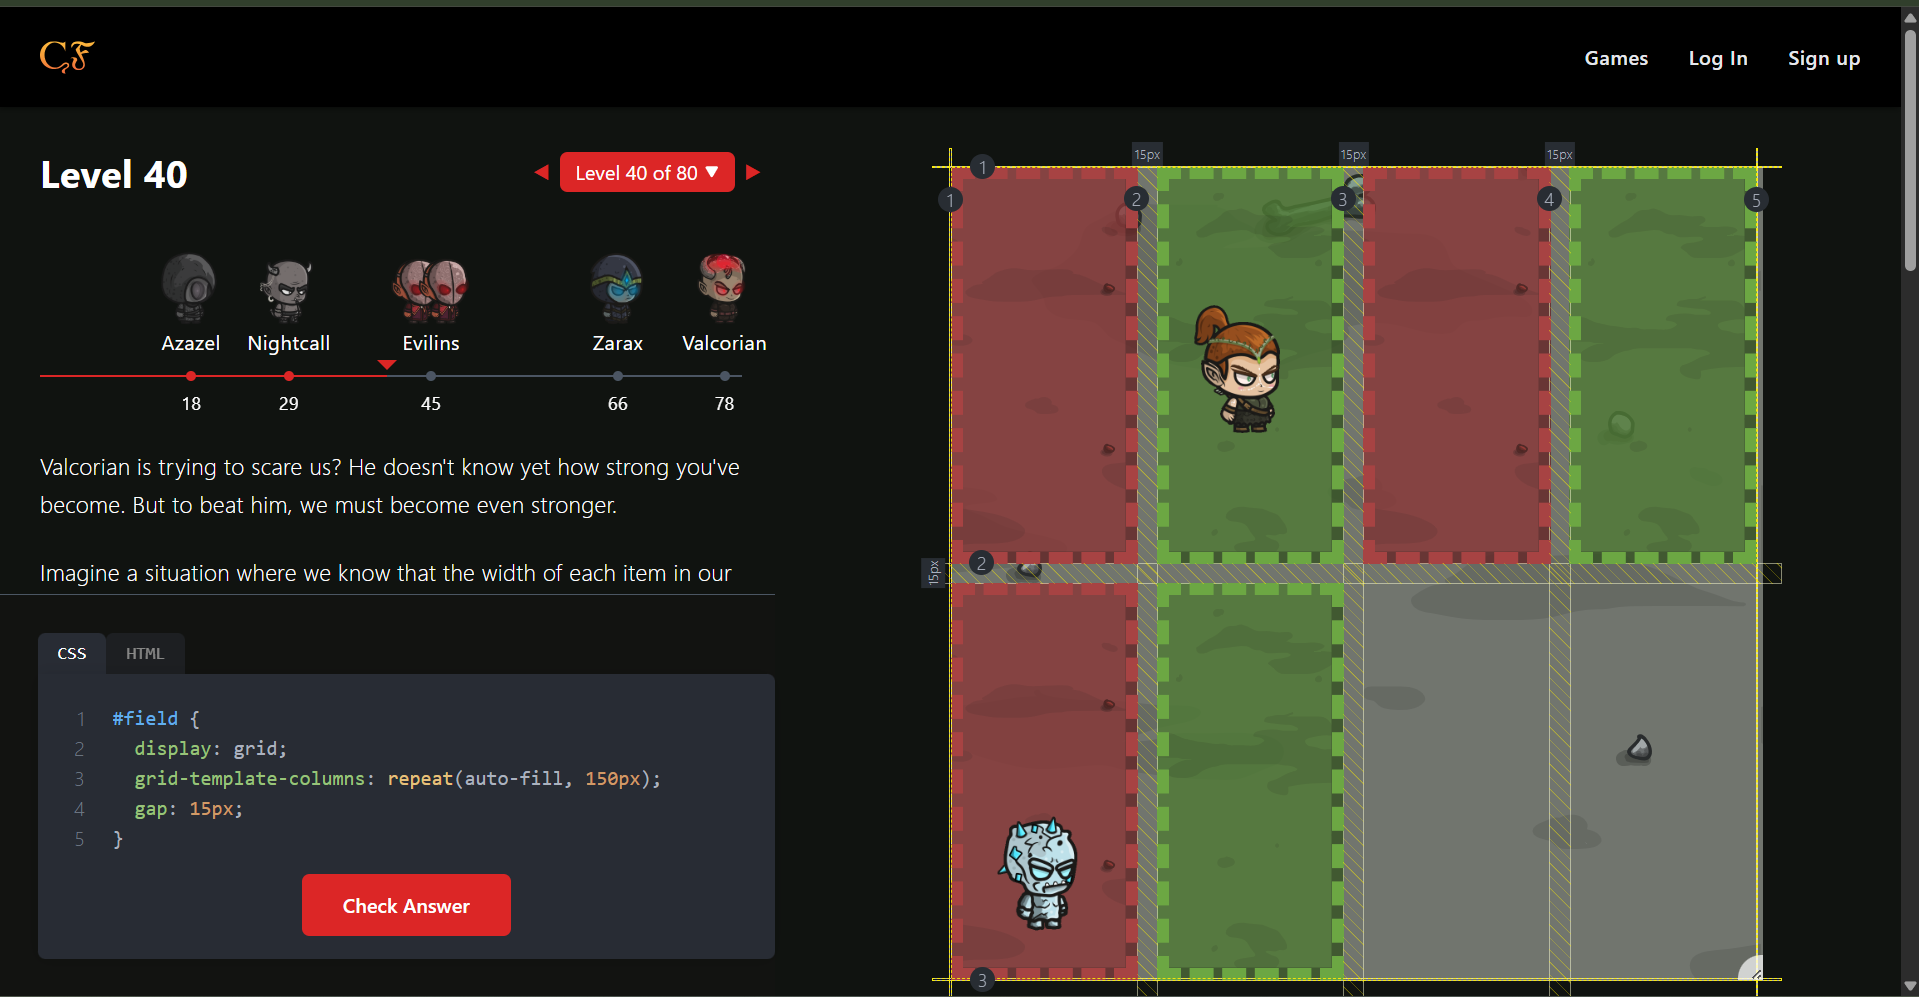 CF
Games Log In Sign up
Level 40
Level 40 of 80 ▼
Azazel Nightcall Evilins Zarax Valcorian
18 29 45 66 78
Valcorian is trying to scare us? He doesn't know yet how strong you've
become. But to beat him, we must become even stronger.
Imagine a situation where we know that the width of each item in our
CSS HTML
1 #field {
2 display: grid;
3 grid-template-columns: repeat(auto-fill, 150px);
4 gap: 15px;
5 }
Check Answer
15px 15px 15px
1
1 2 3 4 5
2
15px
3